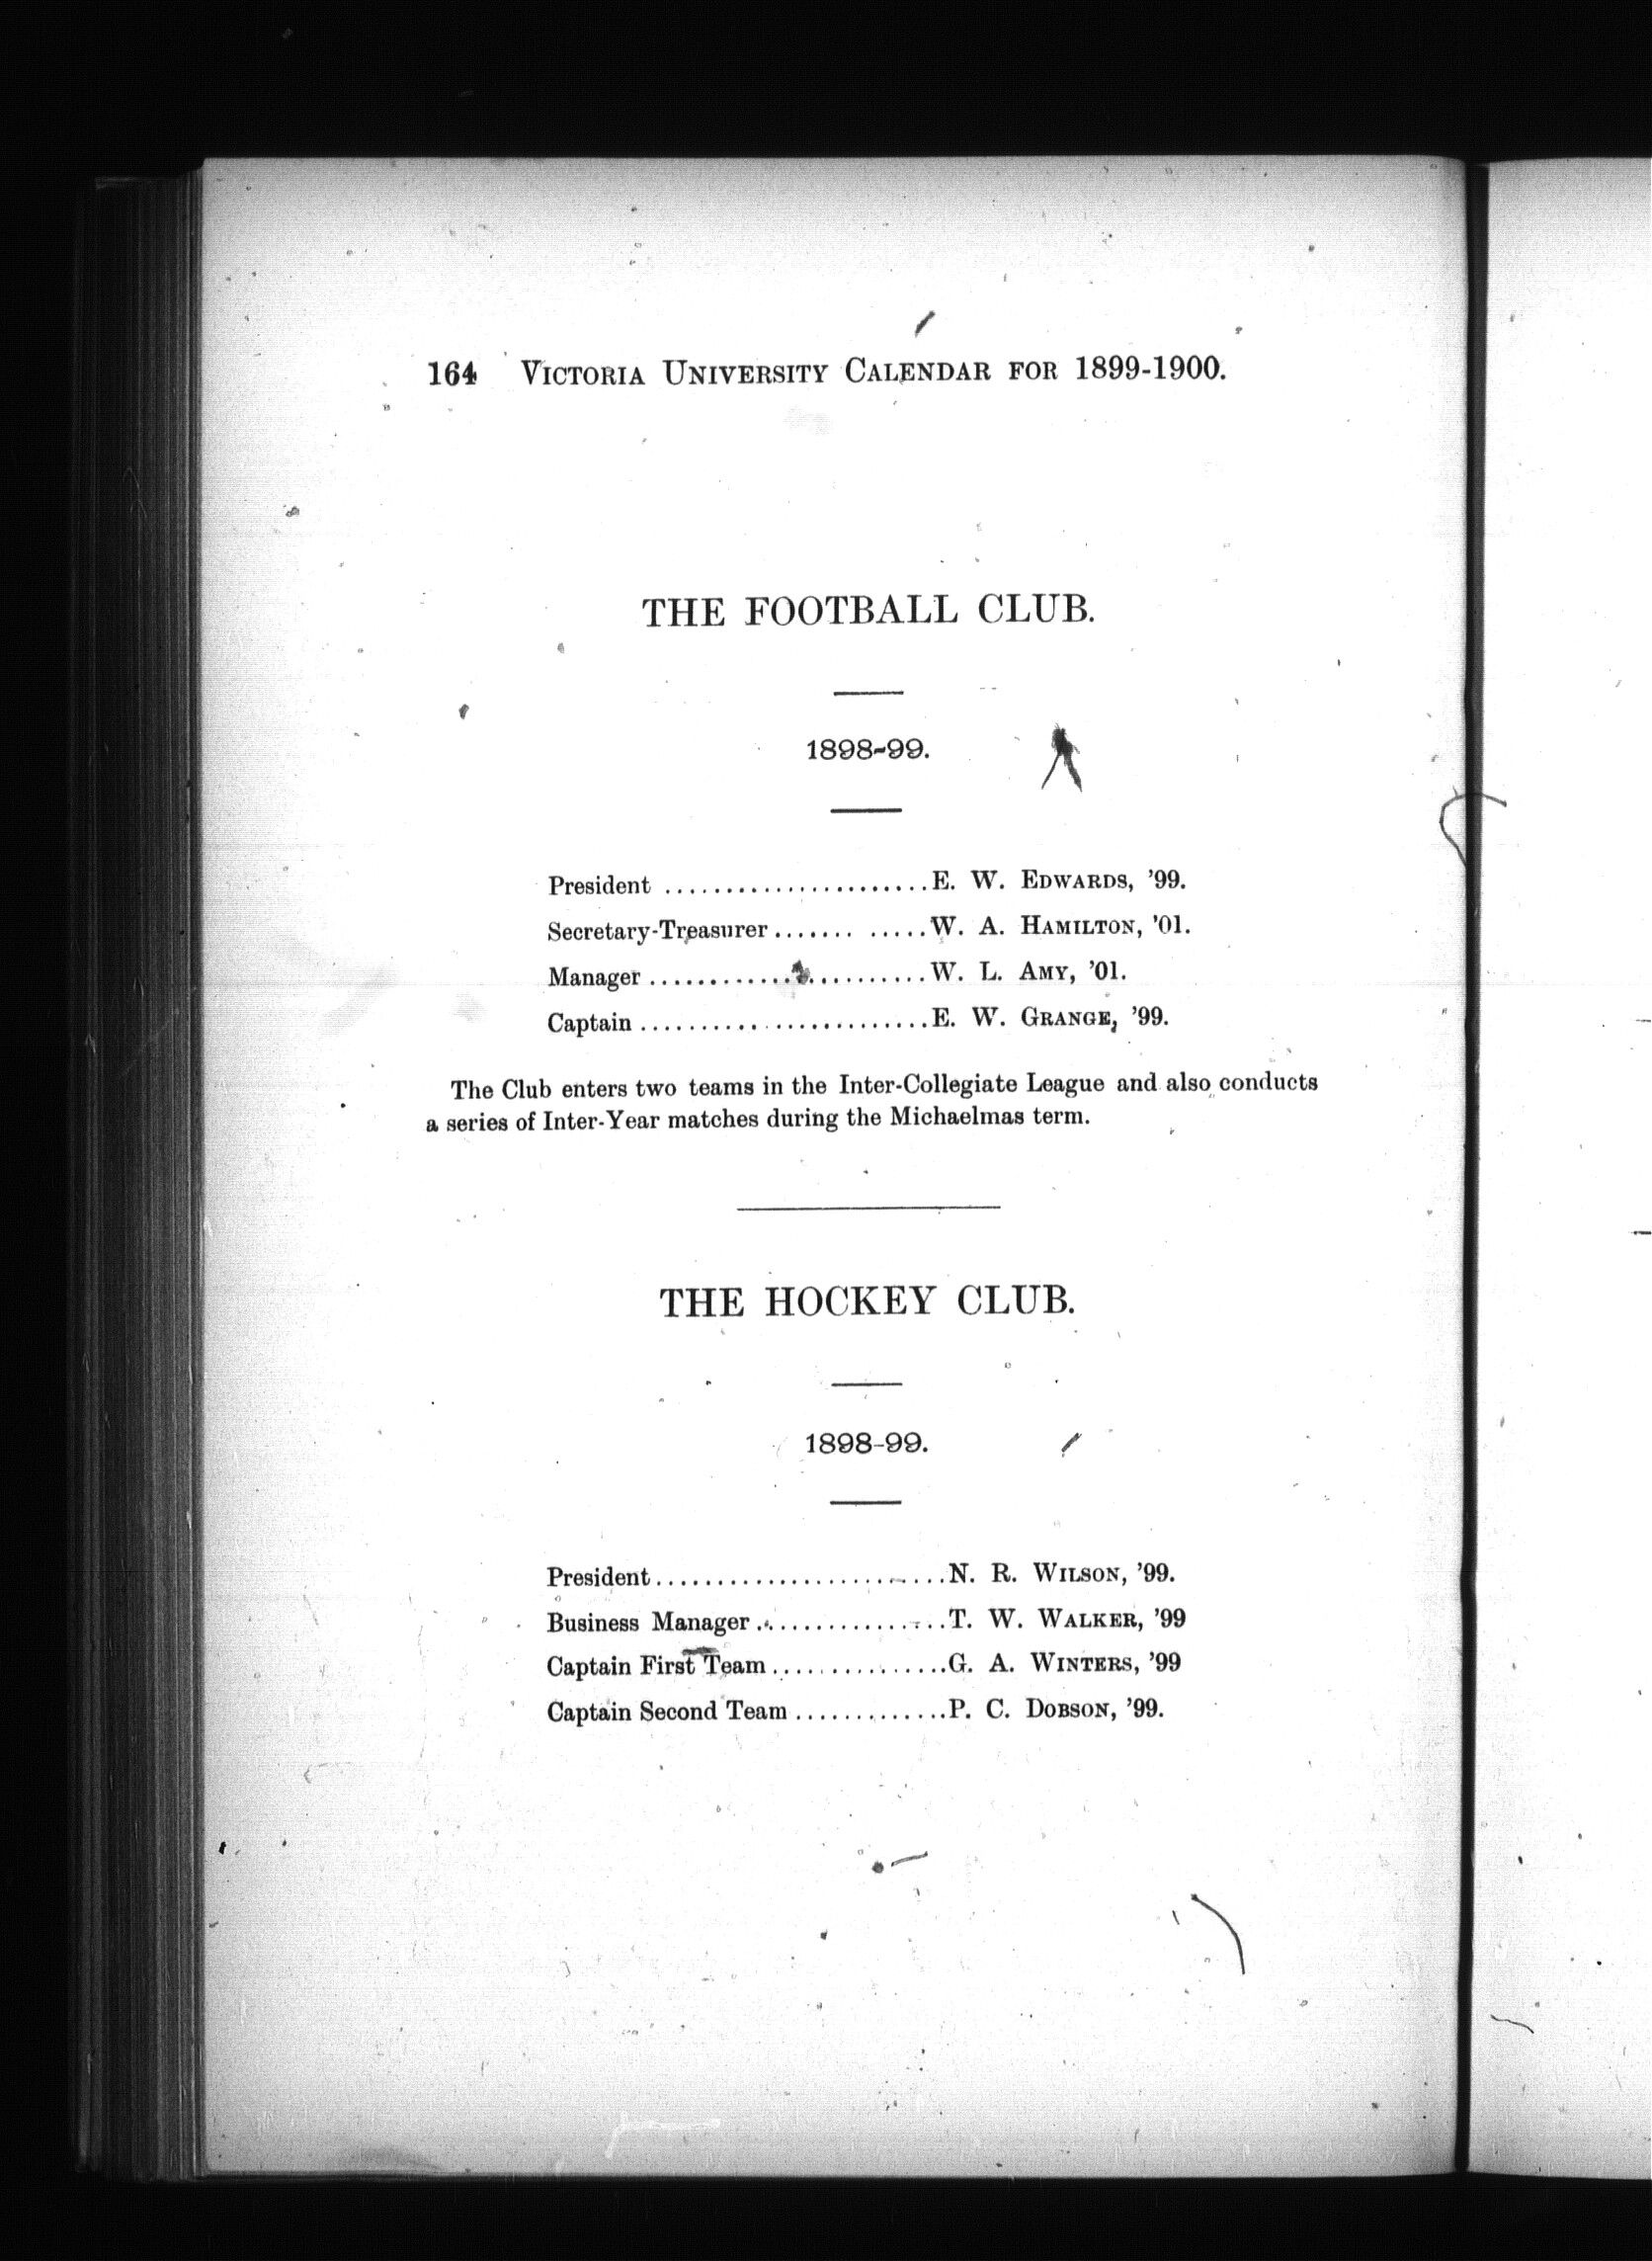 164 VICTORIA UNIVERSITY CALENDAR FOR 1899-1900.
THE FOOTBALL CLUB.
1898-99.
President ...................... E. W. EDWARDS, '99.
Secretary-Treasurer ............ W. A. HAMILTON, '01.
Manager ....................... W. L. AMY, '01.
Captain ........................ E. W. GRANGE, '99.
The Club enters two teams in the Inter-Collegiate League and also conducts
a series of Inter-Year matches during the Michaelmas term.
THE HOCKEY CLUB.
1898-99.
President ........................ N. R. WILSON, '99.
Business Manager ................ T. W. WALKER, '99
Captain First Team ............... G. A. WINTERS, '99
Captain Second Team ............. P. C. DOBSON, '99.